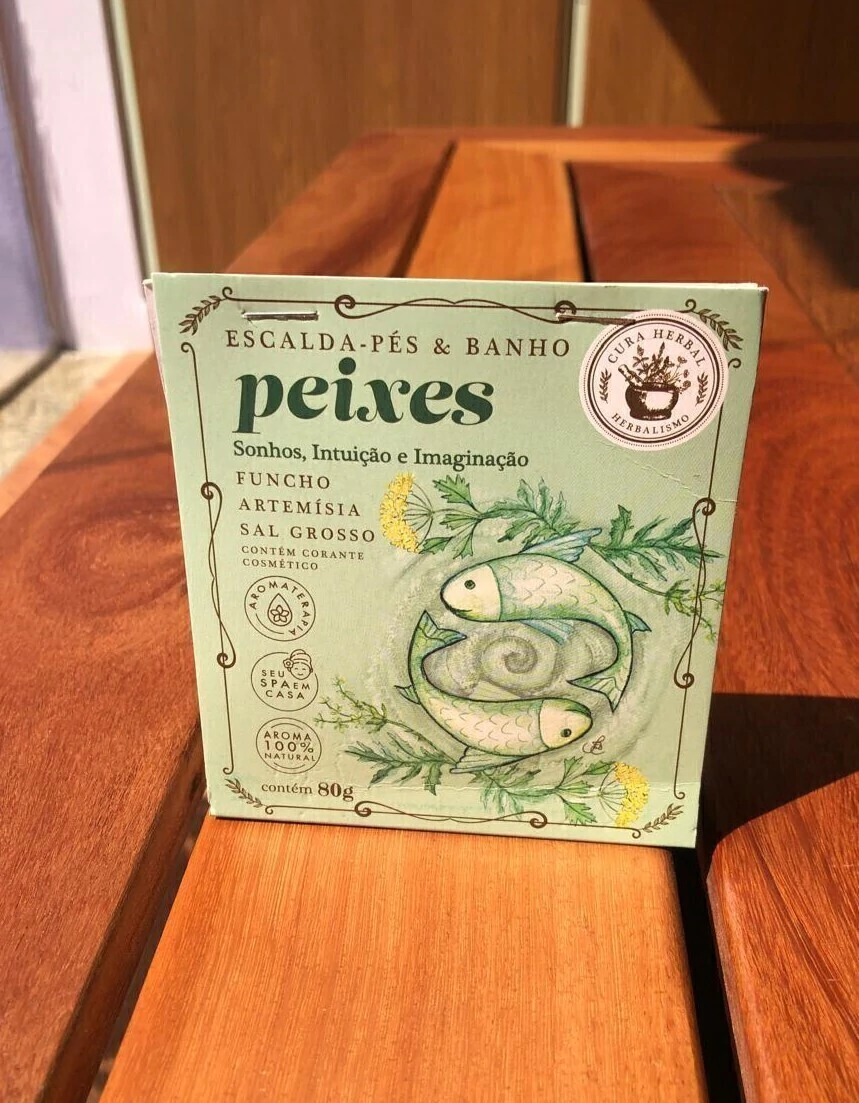 ESCALDA-PÉS & BANHO
peixes
Sonhos, Intuição e Imaginação
FUNCHO
ARTEMÍSIA
SAL GROSSO
CONTÉM CORANTE
COSMÉTICO
CURA HERBAL
HERBALISMO
AROMATERAPIA
SEU
SPA EM
CASA
AROMA
100%
NATURAL
contém 80g